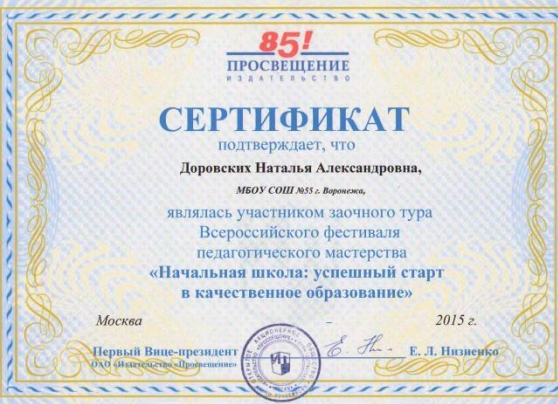 85!
ПРОСВЕЩЕНИЕ
ИЗДАТЕЛЬСТВО
СЕРТИФИКАТ
подтверждает, что
Доровских Наталья Александровна,
МБОУ СОШ №55 г. Воронежа,
являлась участником заочного тура
Всероссийского фестиваля
педагогического мастерства
«Начальная школа: успешный старт
в качественное образование»
Москва – 2015 г.
Первый Вице-президент Е. Л. Низиенко
ОАО «Издательство «Просвещение»